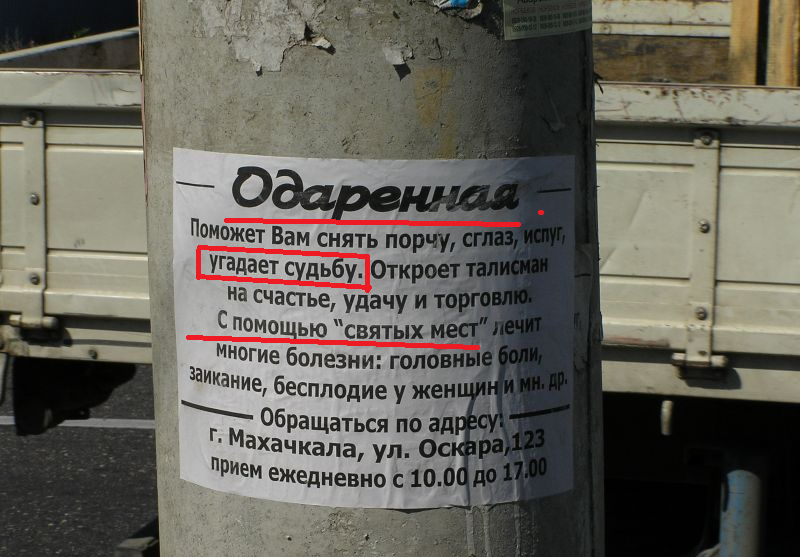 Одаренная
Поможет Вам снять порчу, сглаз, испуг,
угадает судьбу. Откроет талисман
на счастье, удачу и торговлю.
С помощью “святых мест” лечит
многие болезни: головные боли,
заикание, бесплодие у женщин и мн. др.
Обращаться по адресу:
г. Махачкала, ул. Оскара,123
прием ежедневно с 10.00 до 17.00